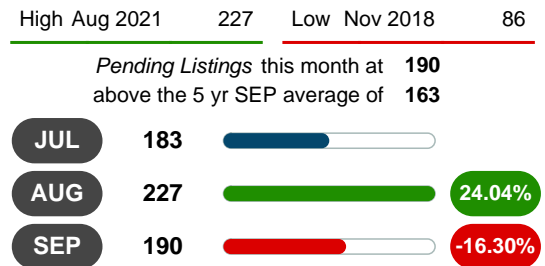 High Aug 2021 227 Low Nov 2018 86
Pending Listings this month at 190
above the 5 yr SEP average of 163
JUL 183
AUG 227 24.04%
SEP 190 -16.30%